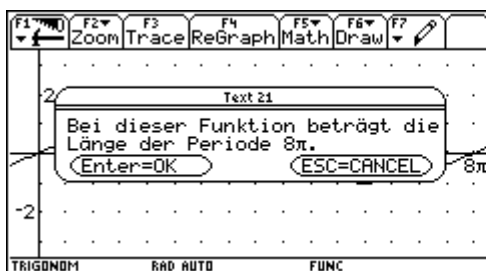 F1 F2 Zoom F3 Trace F4 ReGraph F5 Math F6 Draw F7
2
Text 21
Bei dieser Funktion beträgt die
Länge der Periode 8π.
Enter=OK ESC=CANCEL
8π
-2
TRIGONOM RAD AUTO FUNC